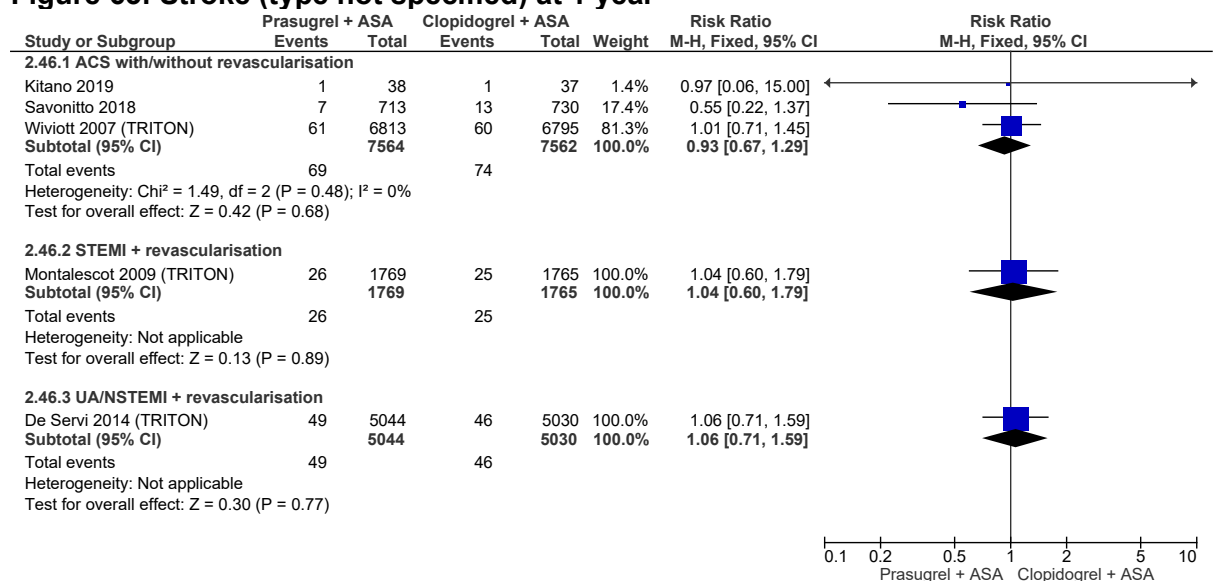 Prasugrel + ASA Clopidogrel + ASA Risk Ratio Risk Ratio
Study or Subgroup Events Total Events Total Weight M-H, Fixed, 95% CI M-H, Fixed, 95% CI
2.46.1 ACS with/without revascularisation
Kitano 2019 1 38 1 37 1.4% 0.97 [0.06, 15.00]
Savonitto 2018 7 713 13 730 17.4% 0.55 [0.22, 1.37]
Wiviott 2007 (TRITON) 61 6813 60 6795 81.3% 1.01 [0.71, 1.45]
Subtotal (95% CI) 7564 7562 100.0% 0.93 [0.67, 1.29]
Total events 69 74
Heterogeneity: Chi² = 1.49, df = 2 (P = 0.48); I² = 0%
Test for overall effect: Z = 0.42 (P = 0.68)
2.46.2 STEMI + revascularisation
Montalescot 2009 (TRITON) 26 1769 25 1765 100.0% 1.04 [0.60, 1.79]
Subtotal (95% CI) 1769 1765 100.0% 1.04 [0.60, 1.79]
Total events 26 25
Heterogeneity: Not applicable
Test for overall effect: Z = 0.13 (P = 0.89)
2.46.3 UA/NSTEMI + revascularisation
De Servi 2014 (TRITON) 49 5044 46 5030 100.0% 1.06 [0.71, 1.59]
Subtotal (95% CI) 5044 5030 100.0% 1.06 [0.71, 1.59]
Total events 49 46
Heterogeneity: Not applicable
Test for overall effect: Z = 0.30 (P = 0.77)
0.1 0.2 0.5 1 2 5 10
Prasugrel + ASA Clopidogrel + ASA